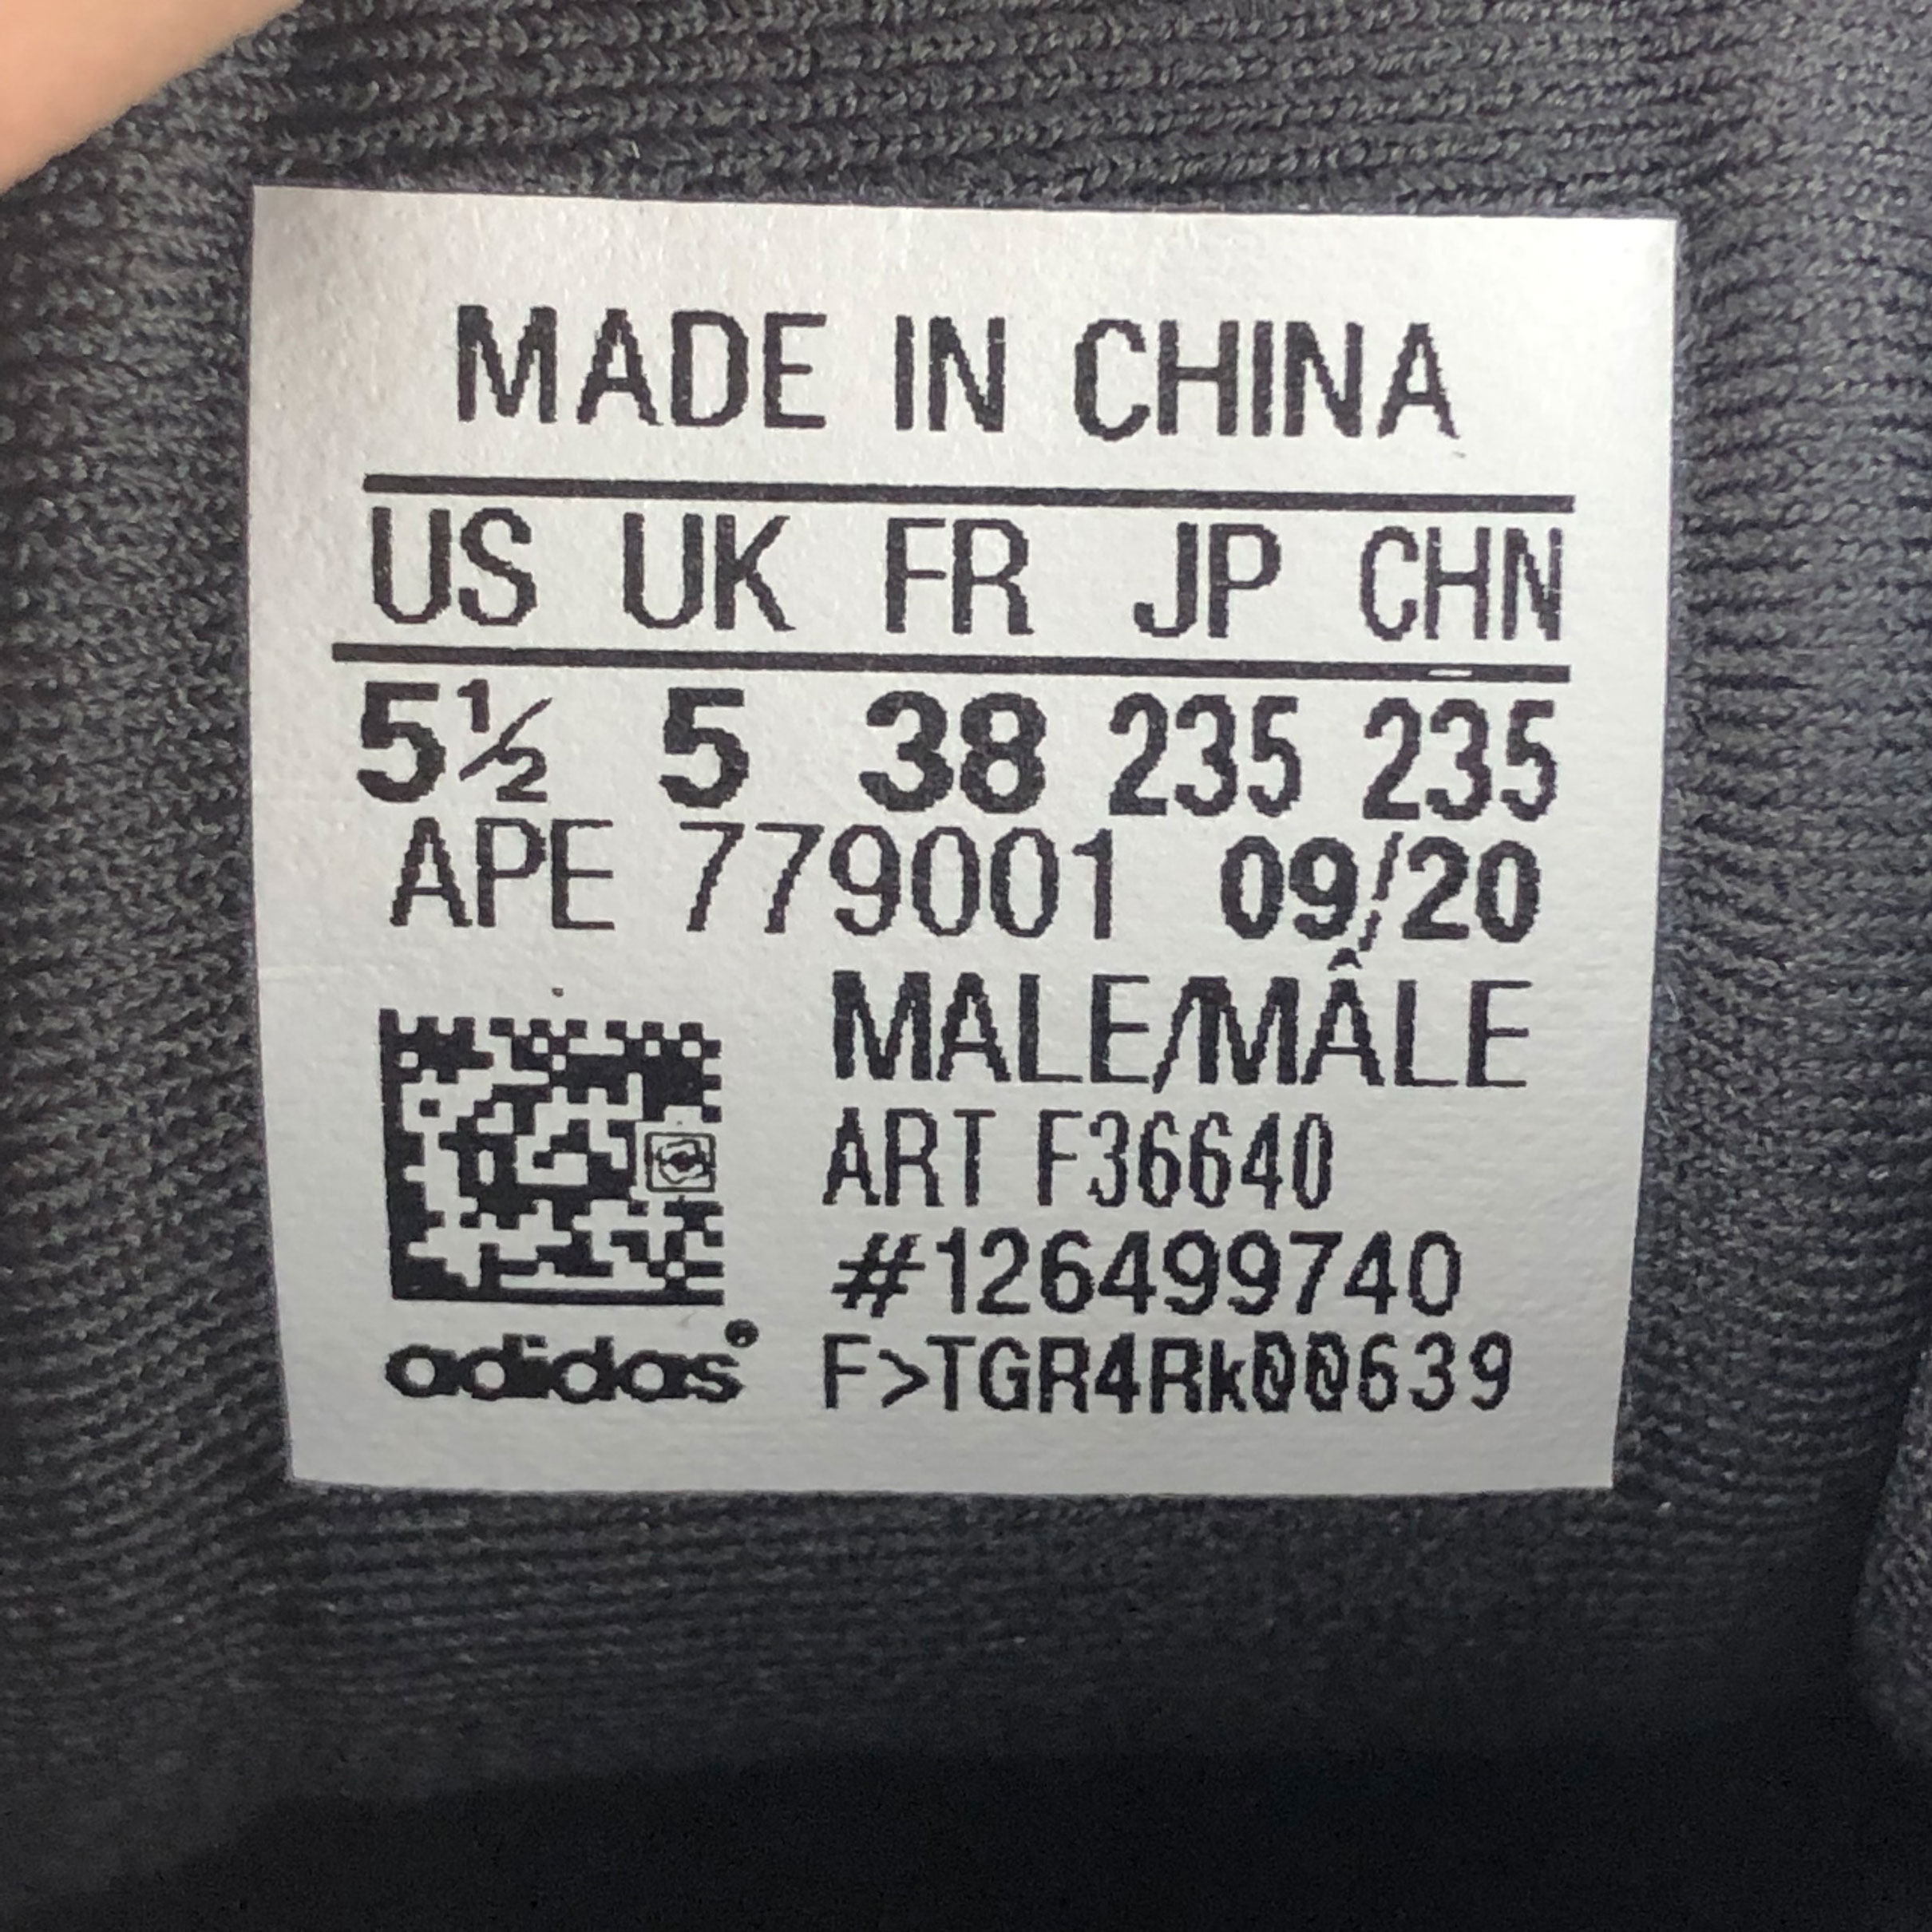 MADE IN CHINA
US UK FR JP CHN
5½ 5 38 235 235
APE 779001 09/20
MALE/MÂLE
ART F36640
#126499740
adidas® F>TGR4Rk00639